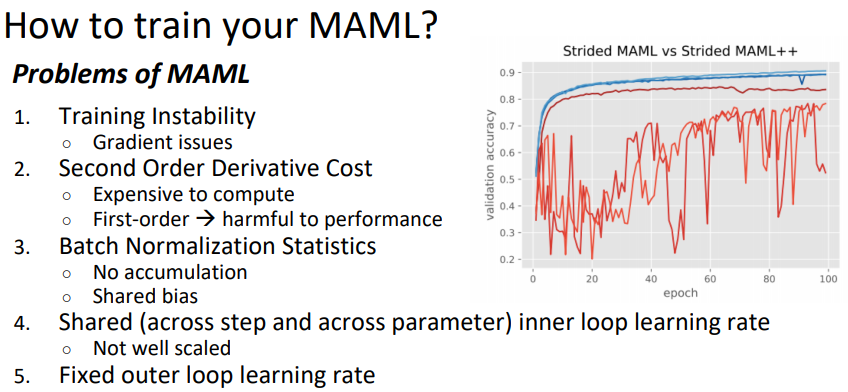 How to train your MAML?
Problems of MAML
1. Training Instability
o Gradient issues
2. Second Order Derivative Cost
o Expensive to compute
o First-order → harmful to performance
3. Batch Normalization Statistics
o No accumulation
o Shared bias
4. Shared (across step and across parameter) inner loop learning rate
o Not well scaled
5. Fixed outer loop learning rate
Strided MAML vs Strided MAML++
validation accuracy
0.9
0.8
0.7
0.6
0.5
0.4
0.3
0.2
0 20 40 60 80 100
epoch